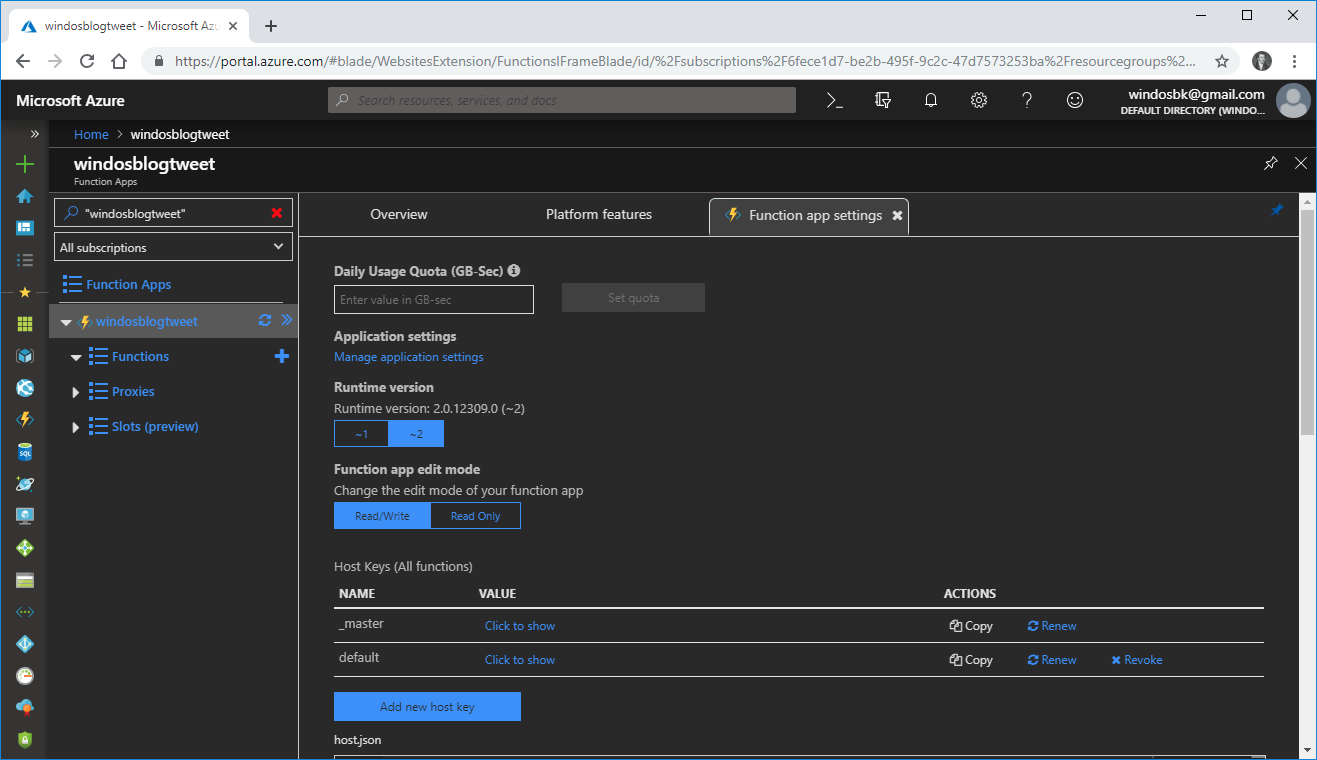 windosblogtweet - Microsoft Azu
https://portal.azure.com/#blade/WebsitesExtension/FunctionsIFrameBlade/id/%2Fsubscriptions%2F6fece1d7-be2b-495f-9c2c-47d7573253ba%2Fresourcegroups%2...
Microsoft Azure
Search resources, services, and docs
windosbk@gmail.com
DEFAULT DIRECTORY (WINDO...
Home > windosblogtweet
windosblogtweet
Function Apps
"windosblogtweet"
All subscriptions
Function Apps
windosblogtweet
Functions
Proxies
Slots (preview)
Overview
Platform features
Function app settings
Daily Usage Quota (GB-Sec)
Enter value in GB-sec
Set quota
Application settings
Manage application settings
Runtime version
Runtime version: 2.0.12309.0 (~2)
~1 ~2
Function app edit mode
Change the edit mode of your function app
Read/Write Read Only
Host Keys (All functions)
NAME VALUE ACTIONS
_master Click to show Copy Renew
default Click to show Copy Renew Revoke
Add new host key
host.json